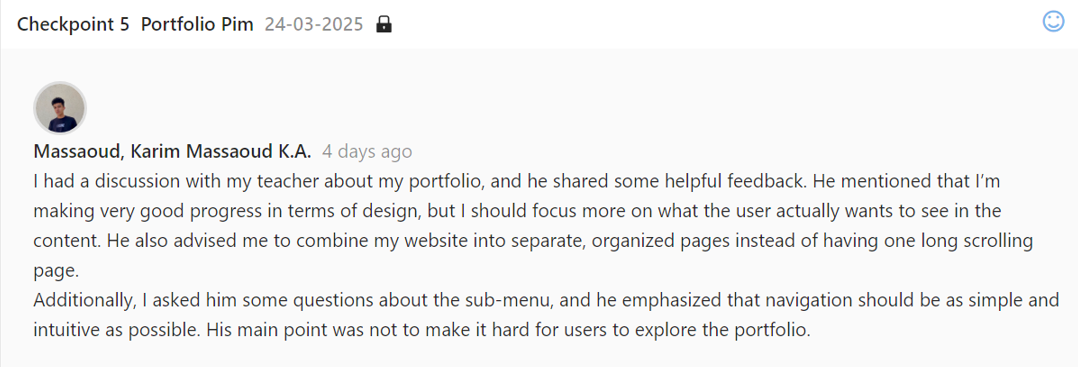 Checkpoint 5 Portfolio Pim 24-03-2025
Massaoud, Karim Massaoud K.A. 4 days ago
I had a discussion with my teacher about my portfolio, and he shared some helpful feedback. He mentioned that I'm
making very good progress in terms of design, but I should focus more on what the user actually wants to see in the
content. He also advised me to combine my website into separate, organized pages instead of having one long scrolling
page.
Additionally, I asked him some questions about the sub-menu, and he emphasized that navigation should be as simple and
intuitive as possible. His main point was not to make it hard for users to explore the portfolio.